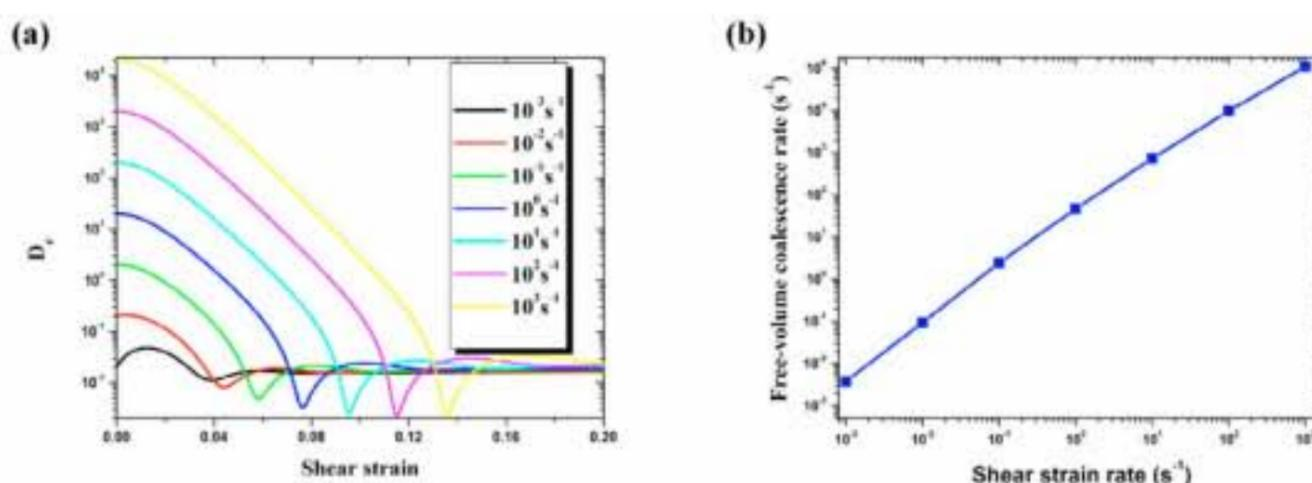 (a)
D_v
10⁻³s⁻¹
10⁻²s⁻¹
10⁻¹s⁻¹
10⁰s⁻¹
10¹s⁻¹
10²s⁻¹
10³s⁻¹
0.00 0.04 0.08 0.12 0.16 0.20
Shear strain
(b)
Free-volume coalescence rate (s⁻¹)
Shear strain rate (s⁻¹)